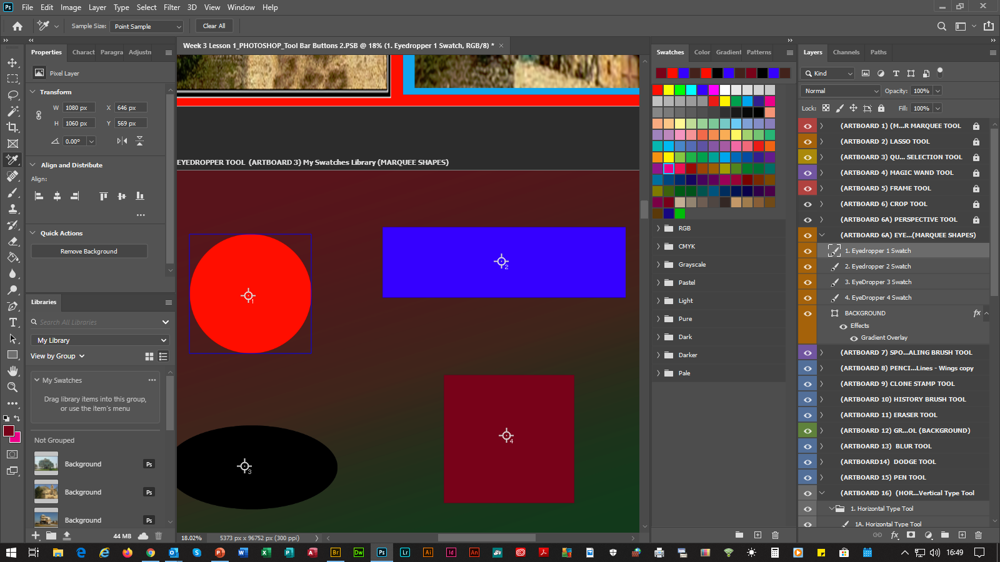 Ps File Edit Image Layer Type Select Filter 3D View Window Help
Sample Size: Point Sample Clear All
Properties Charact Paragra Adjustn
Pixel Layer
Transform
W 1080 px X 646 px
H 1060 px Y 569 px
0.00°
Align and Distribute
Align:
Quick Actions
Remove Background
Libraries
Search All Libraries
My Library
View by Group
My Swatches
Drag library items into this group,
or use the item's menu
Not Grouped
Background Ps
Background Ps
Background Ps
44 MB
Week 3 Lesson 1_PHOTOSHOP_Tool Bar Buttons 2.PSB @ 18% (1. Eyedropper 1 Swatch, RGB/8) *
EYEDROPPER TOOL (ARTBOARD 3) My Swatches Library (MARQUEE SHAPES)
1
2
3
4
18.02% 5373 px x 96752 px (300 ppi)
Swatches Color Gradient Patterns
RGB
CMYK
Grayscale
Pastel
Light
Pure
Dark
Darker
Pale
Layers Channels Paths
Kind
Normal Opacity: 100%
Lock: Fill: 100%
(ARTBOARD 1) (M...R MARQUEE TOOL
(ARTBOARD 2) LASSO TOOL
(ARTBOARD 3) QU... SELECTION TOOL
(ARTBOARD 4) MAGIC WAND TOOL
(ARTBOARD 5) FRAME TOOL
(ARTBOARD 6) CROP TOOL
(ARTBOARD 6A) PERSPECTIVE TOOL
(ARTBOARD 6A) EYE...(MARQUEE SHAPES)
1. Eyedropper 1 Swatch
2. Eyedropper 2 Swatch
3. EyeDropper 3 Swatch
4. EyeDropper 4 Swatch
BACKGROUND fx
Effects
Gradient Overlay
(ARTBOARD 7) SPO...ALING BRUSH TOOL
(ARTBOARD 8) PENCI...Lines - Wings copy
(ARTBOARD 9) CLONE STAMP TOOL
(ARTBOARD 10) HISTORY BRUSH TOOL
(ARTBOARD 11) ERASER TOOL
(ARTBOARD 12) GR...OL (BACKGROUND)
(ARTBOARD 13) BLUR TOOL
(ARTBOARD14) DODGE TOOL
(ARTBOARD 15) PEN TOOL
(ARTBOARD 16) (HOR...Vertical Type Tool
1. Horizontal Type Tool
1A. Horizontal Type Tool
fx
Br Dw Ps Lr Ai Id An
16:49